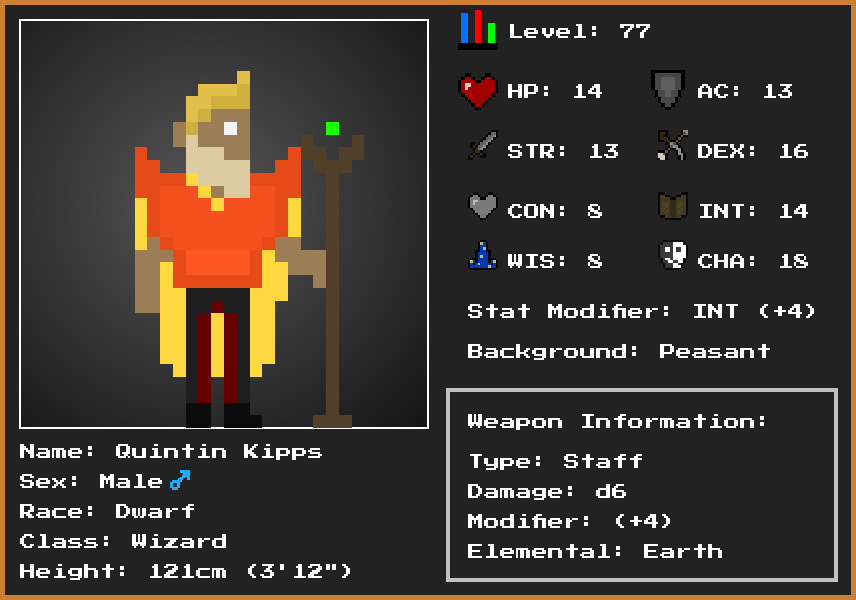 Level: 77
HP: 14 AC: 13
STR: 13 DEX: 16
CON: 8 INT: 14
WIS: 8 CHA: 18
Stat Modifier: INT (+4)
Background: Peasant
Weapon Information:
Type: Staff
Damage: d6
Modifier: (+4)
Elemental: Earth
Name: Quintin Kipps
Sex: Male♂
Race: Dwarf
Class: Wizard
Height: 121cm (3'12")